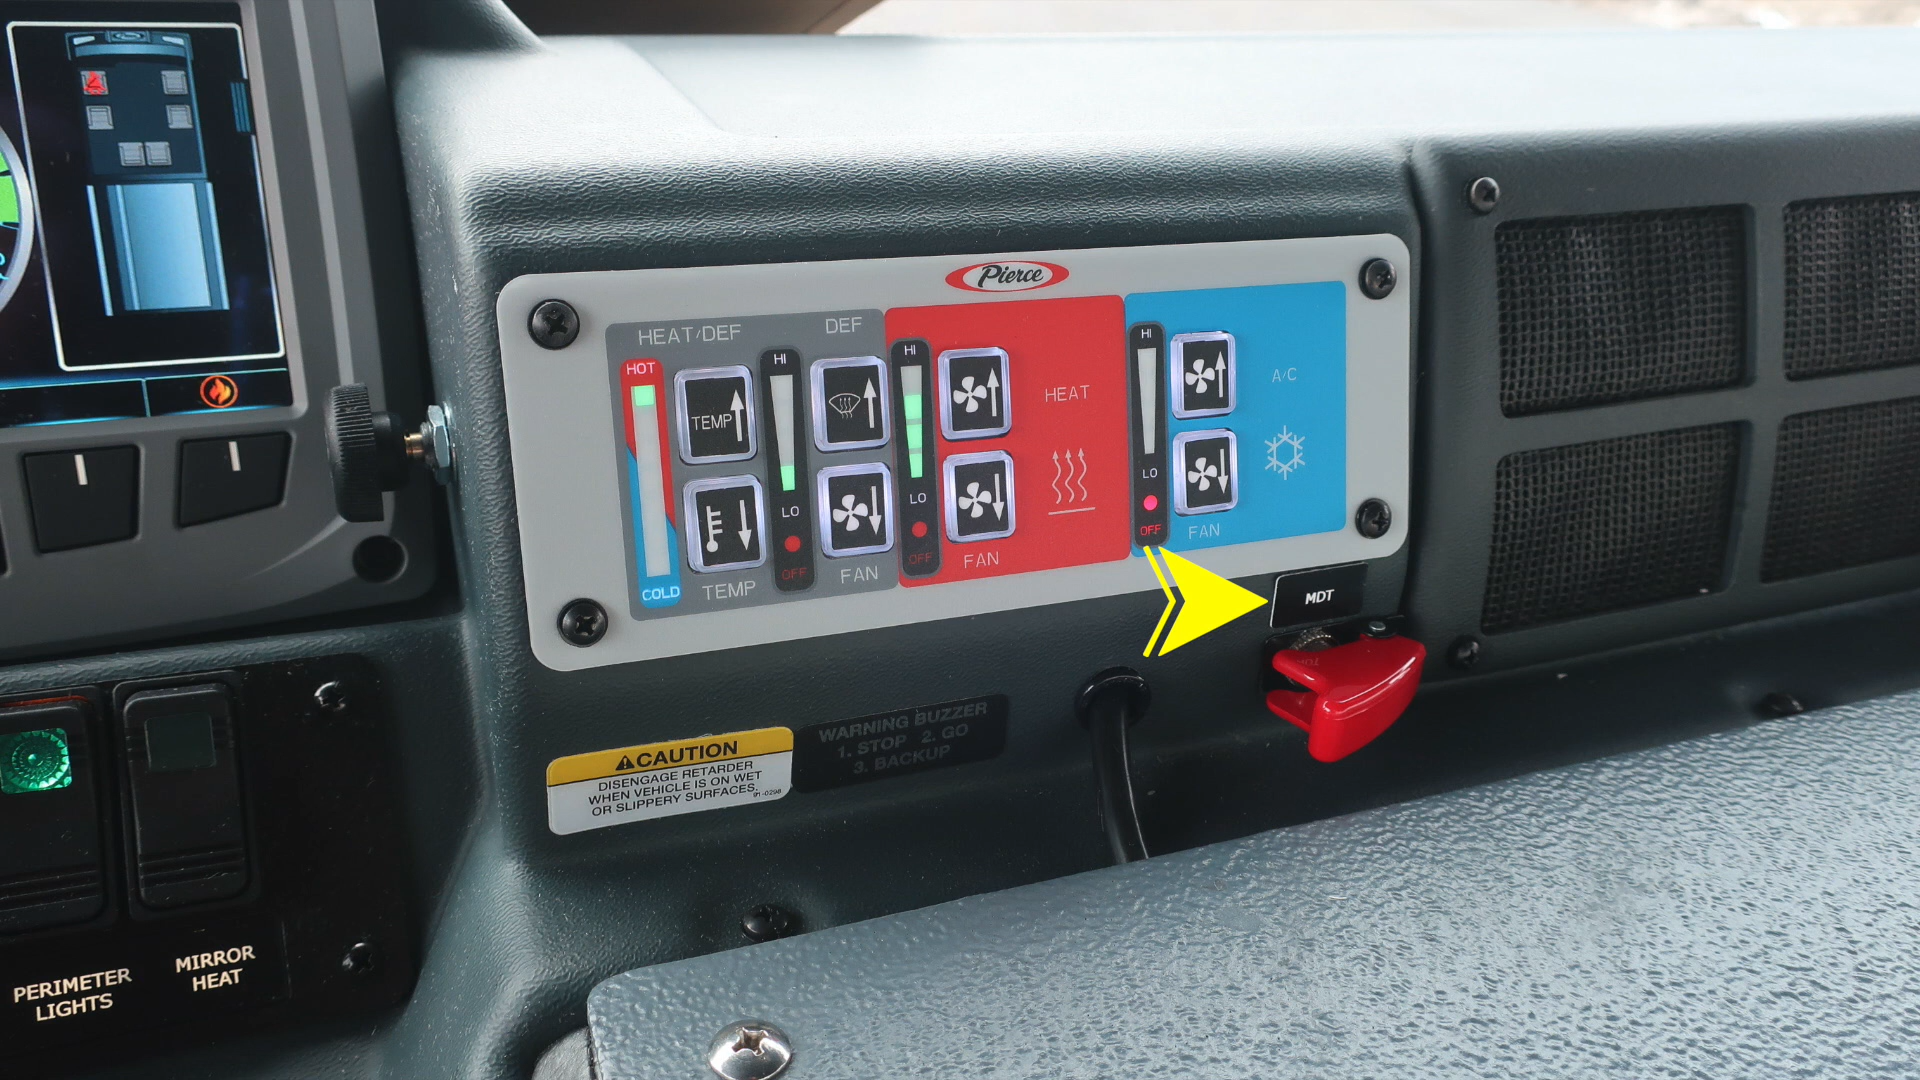 Pierce
HEAT/DEF
DEF
HOT
TEMP
COLD
TEMP
HI
LO
OFF
FAN
HI
LO
OFF
HEAT
FAN
HI
LO
OFF
A/C
FAN
MDT
CAUTION
DISENGAGE RETARDER
WHEN VEHICLE IS ON WET
OR SLIPPERY SURFACES.
WARNING BUZZER
1. STOP 2. GO
3. BACKUP
PERIMETER
LIGHTS
MIRROR
HEAT